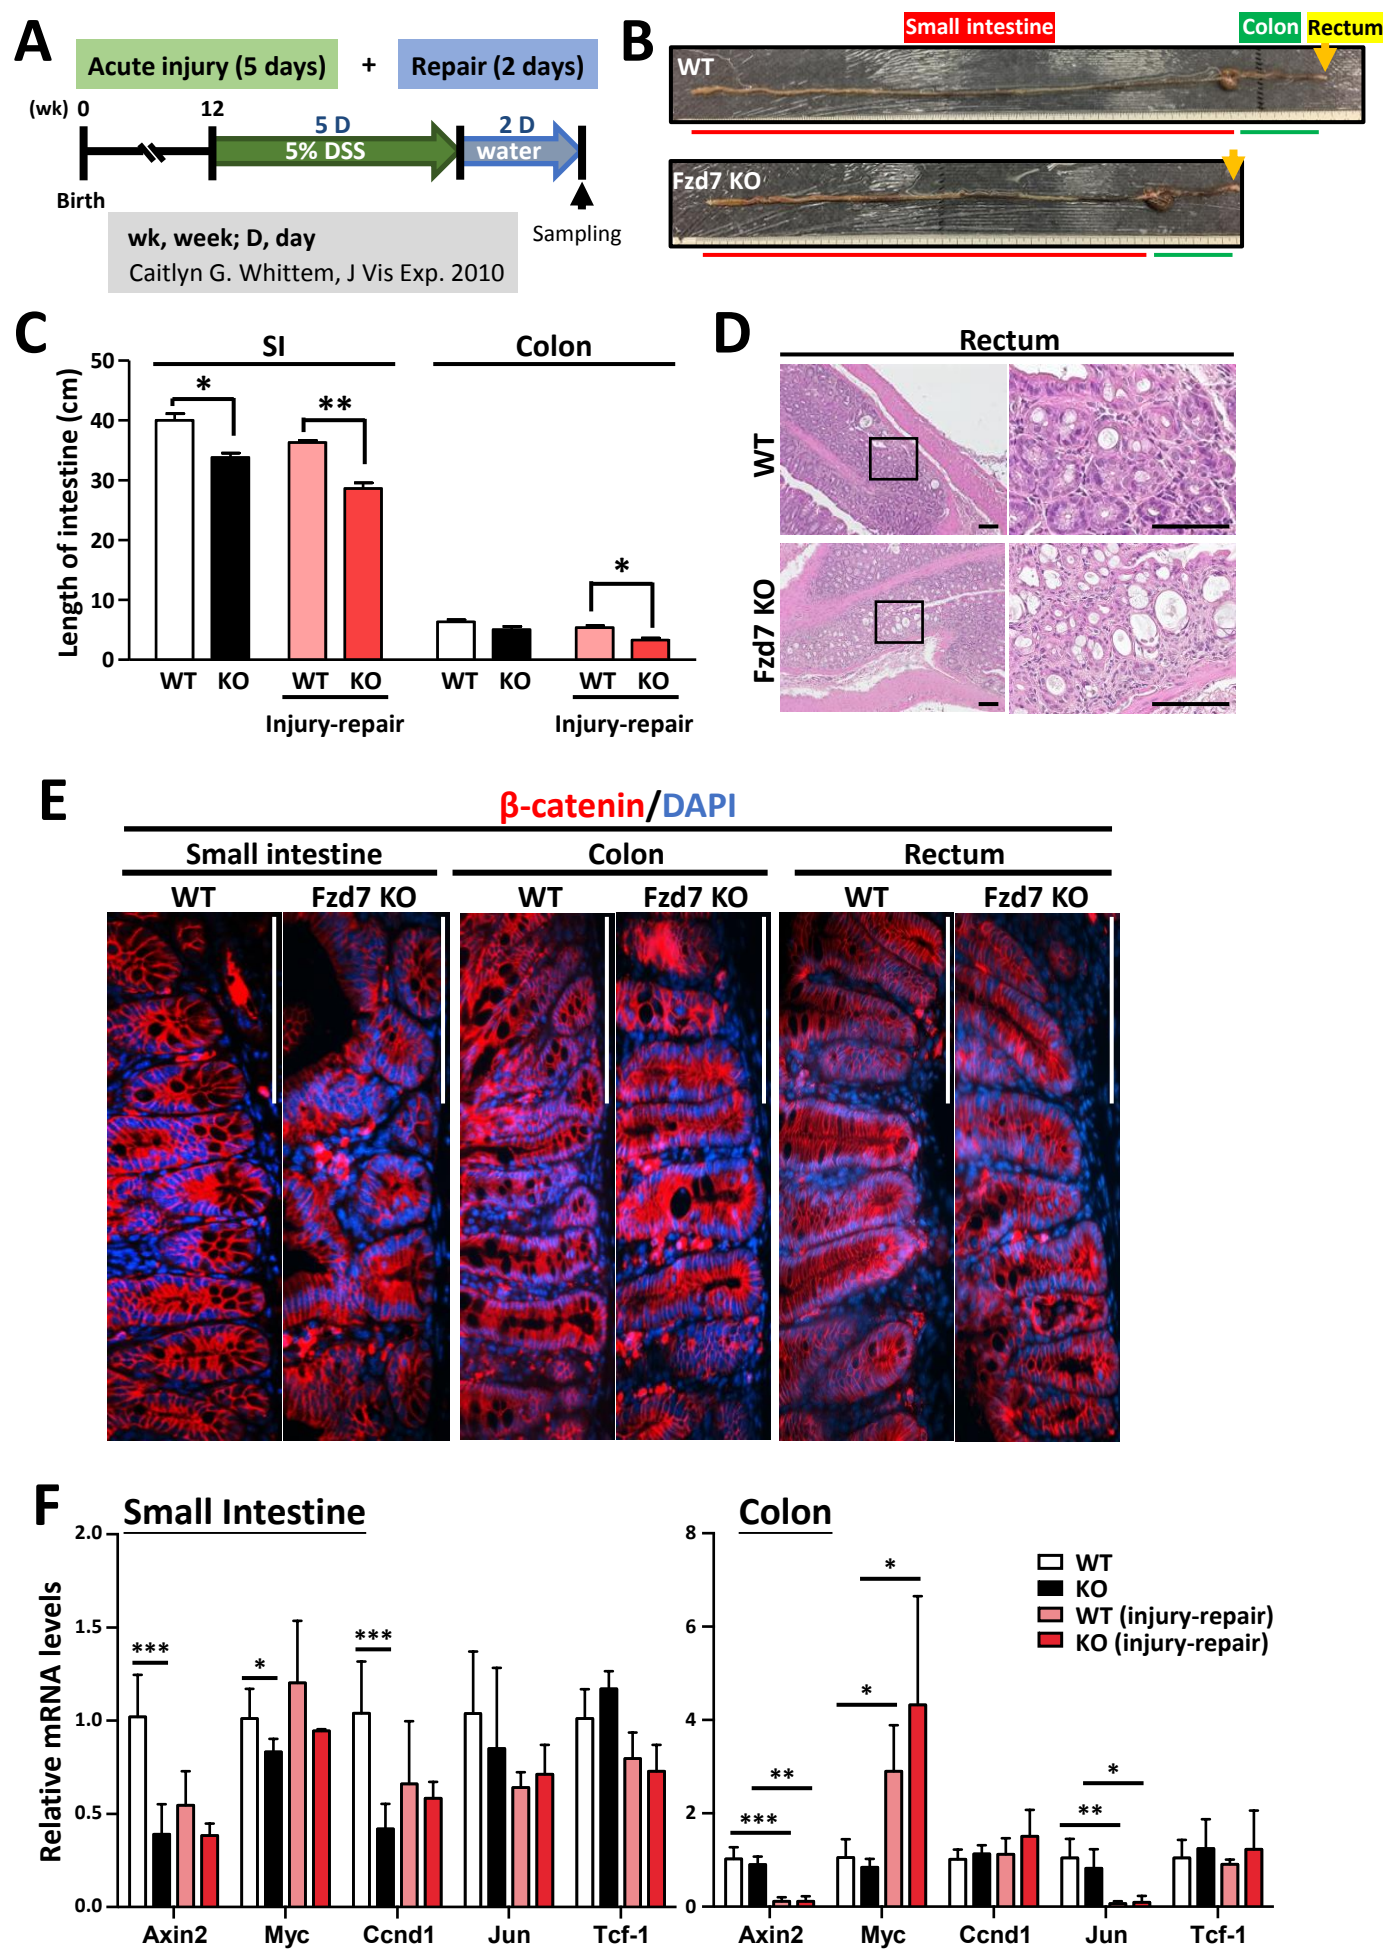 A
Acute injury (5 days)
+
Repair (2 days)
(wk) 0 12
5 D
5% DSS
2 D
water
Birth
Sampling
wk, week; D, day
Caitlyn G. Whittem, J Vis Exp. 2010
B
Small intestine
Colon
Rectum
WT
Fzd7 KO
C
SI
Colon
Length of intestine (cm)
50
40
30
20
10
0
*
**
*
WT KO WT KO WT KO WT KO
Injury-repair Injury-repair
D
Rectum
WT
Fzd7 KO
E
β-catenin/DAPI
Small intestine Colon Rectum
WT Fzd7 KO WT Fzd7 KO WT Fzd7 KO
F
Small Intestine
Relative mRNA levels
2.0
1.5
1.0
0.5
0.0
***
*
***
Axin2 Myc Ccnd1 Jun Tcf-1
Colon
8
6
4
2
0
***
**
*
*
**
*
Axin2 Myc Ccnd1 Jun Tcf-1
WT
KO
WT (injury-repair)
KO (injury-repair)